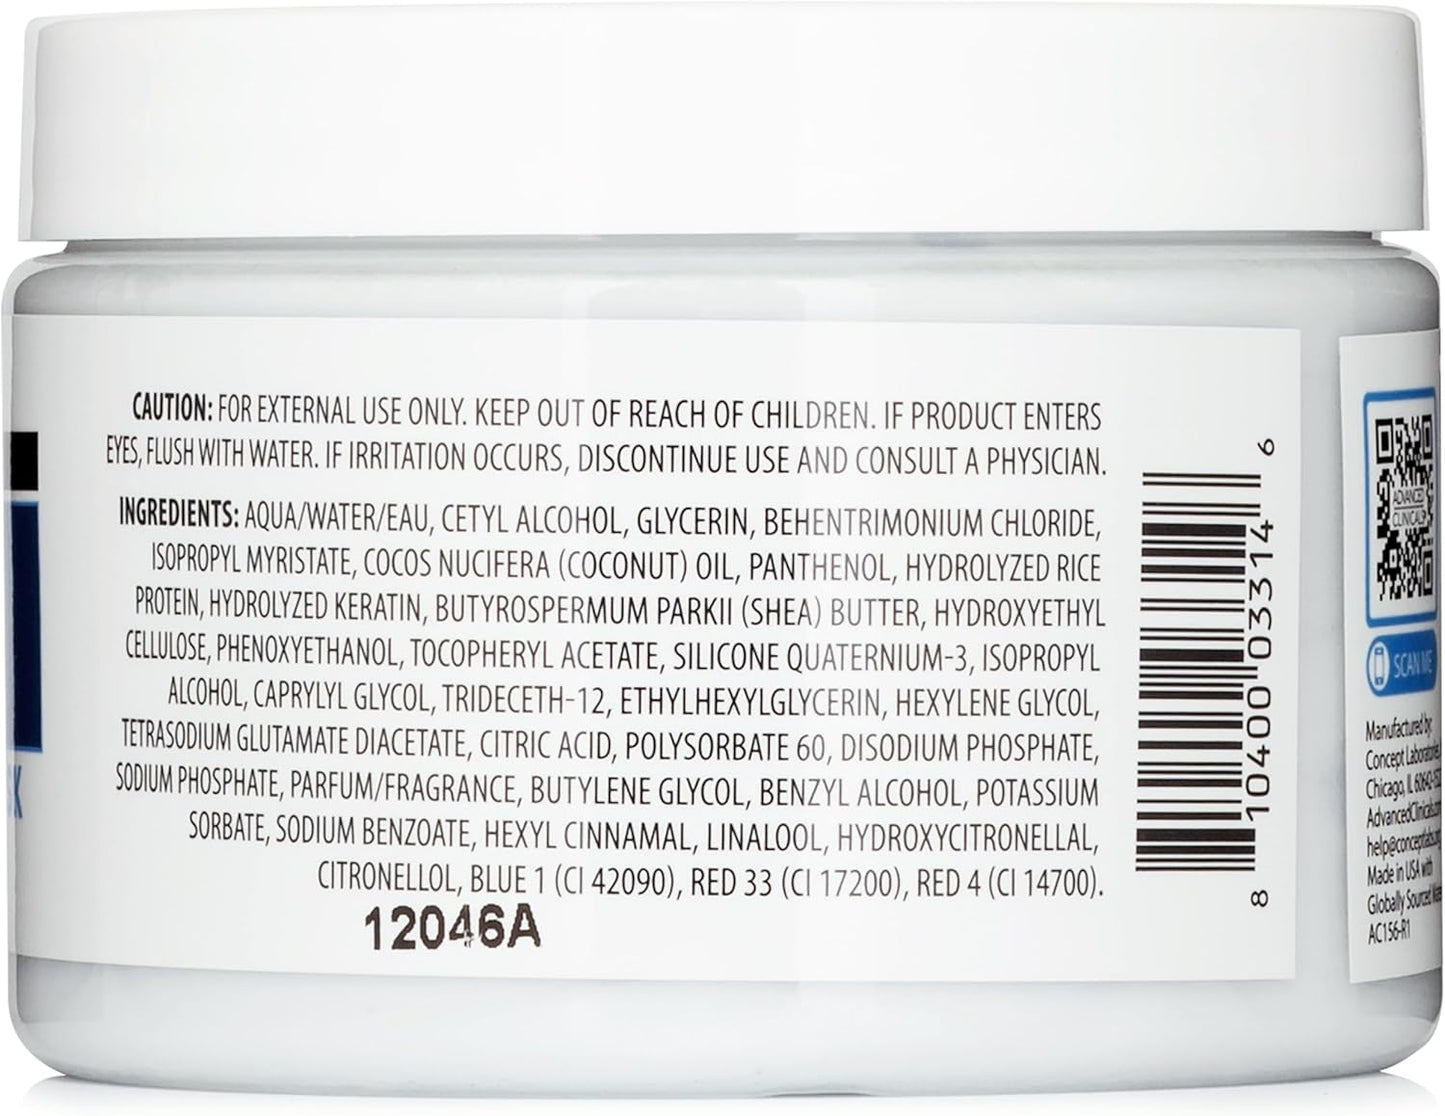 CAUTION: FOR EXTERNAL USE ONLY. KEEP OUT OF REACH OF CHILDREN. IF PRODUCT ENTERS
EYES, FLUSH WITH WATER. IF IRRITATION OCCURS, DISCONTINUE USE AND CONSULT A PHYSICIAN.
INGREDIENTS: AQUA/WATER/EAU, CETYL ALCOHOL, GLYCERIN, BEHENTRIMONIUM CHLORIDE,
ISOPROPYL MYRISTATE, COCOS NUCIFERA (COCONUT) OIL, PANTHENOL, HYDROLYZED RICE
PROTEIN, HYDROLYZED KERATIN, BUTYROSPERMUM PARKII (SHEA) BUTTER, HYDROXYETHYL
CELLULOSE, PHENOXYETHANOL, TOCOPHERYL ACETATE, SILICONE QUATERNIUM-3, ISOPROPYL
ALCOHOL, CAPRYLYL GLYCOL, TRIDECETH-12, ETHYLHEXYLGLYCERIN, HEXYLENE GLYCOL,
TETRASODIUM GLUTAMATE DIACETATE, CITRIC ACID, POLYSORBATE 60, DISODIUM PHOSPHATE,
SODIUM PHOSPHATE, PARFUM/FRAGRANCE, BUTYLENE GLYCOL, BENZYL ALCOHOL, POTASSIUM
SORBATE, SODIUM BENZOATE, HEXYL CINNAMAL, LINALOOL, HYDROXYCITRONELLAL,
CITRONELLOL, BLUE 1 (CI 42090), RED 33 (CI 17200), RED 4 (CI 14700).
12046A
8 10400 03314 6
ADVANCED
CLINICALS
SCAN ME
Manufactured by:
Concept Laboratories
Chicago, IL
AdvancedClinicals.com
Made in USA with
Globally Sourced
AC156-R1